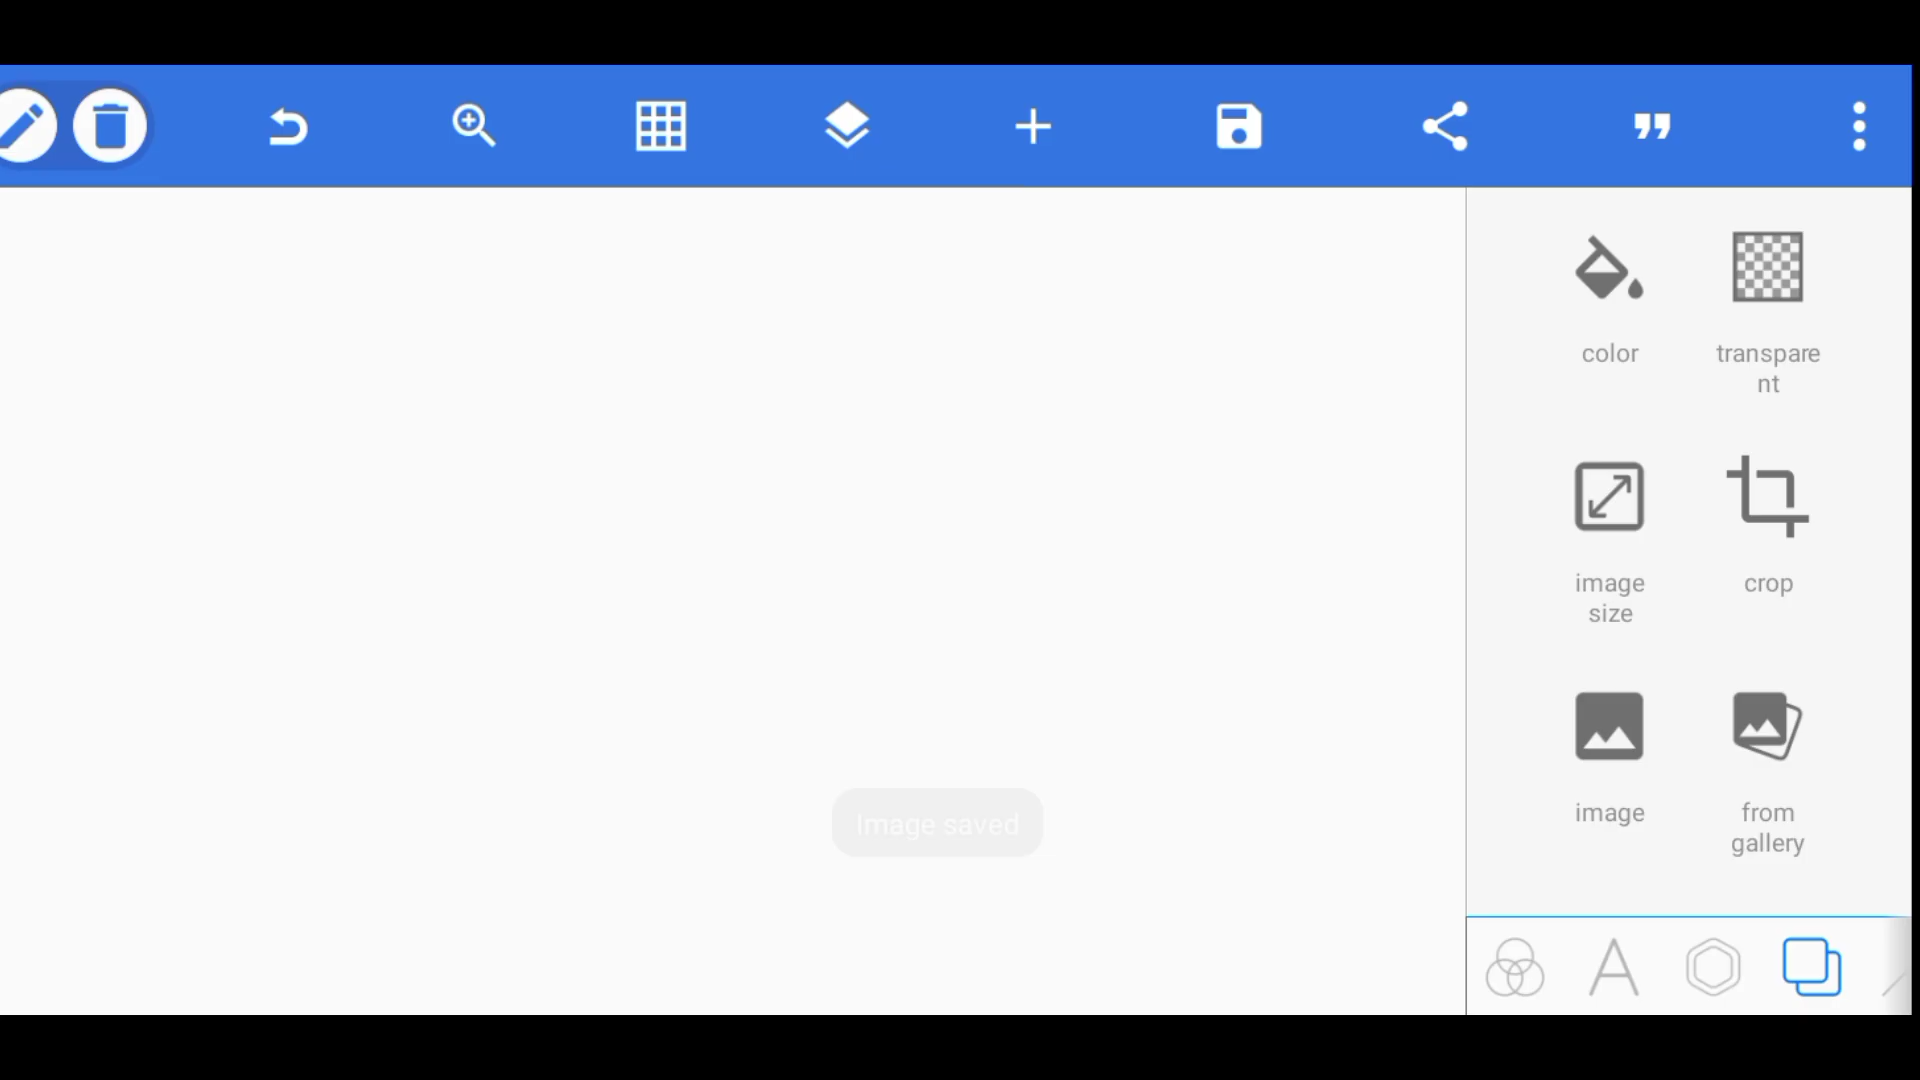 color
transpare
nt
image
size
crop
image
from
gallery
Image saved